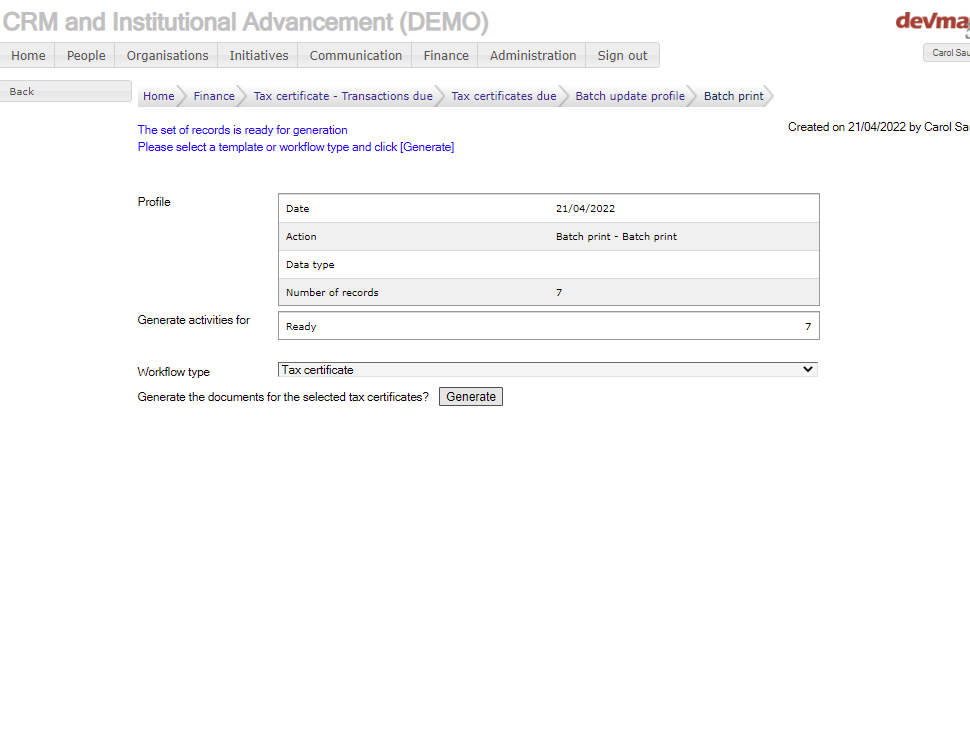 CRM and Institutional Advancement (DEMO)
Home People Organisations Initiatives Communication Finance Administration Sign out
Back
Home Finance Tax certificate - Transactions due Tax certificates due Batch update profile Batch print
The set of records is ready for generation
Please select a template or workflow type and click [Generate]
Created on 21/04/2022 by Carol
Profile
Date 21/04/2022
Action Batch print - Batch print
Data type
Number of records 7
Generate activities for
Ready 7
Workflow type
Tax certificate
Generate the documents for the selected tax certificates? Generate